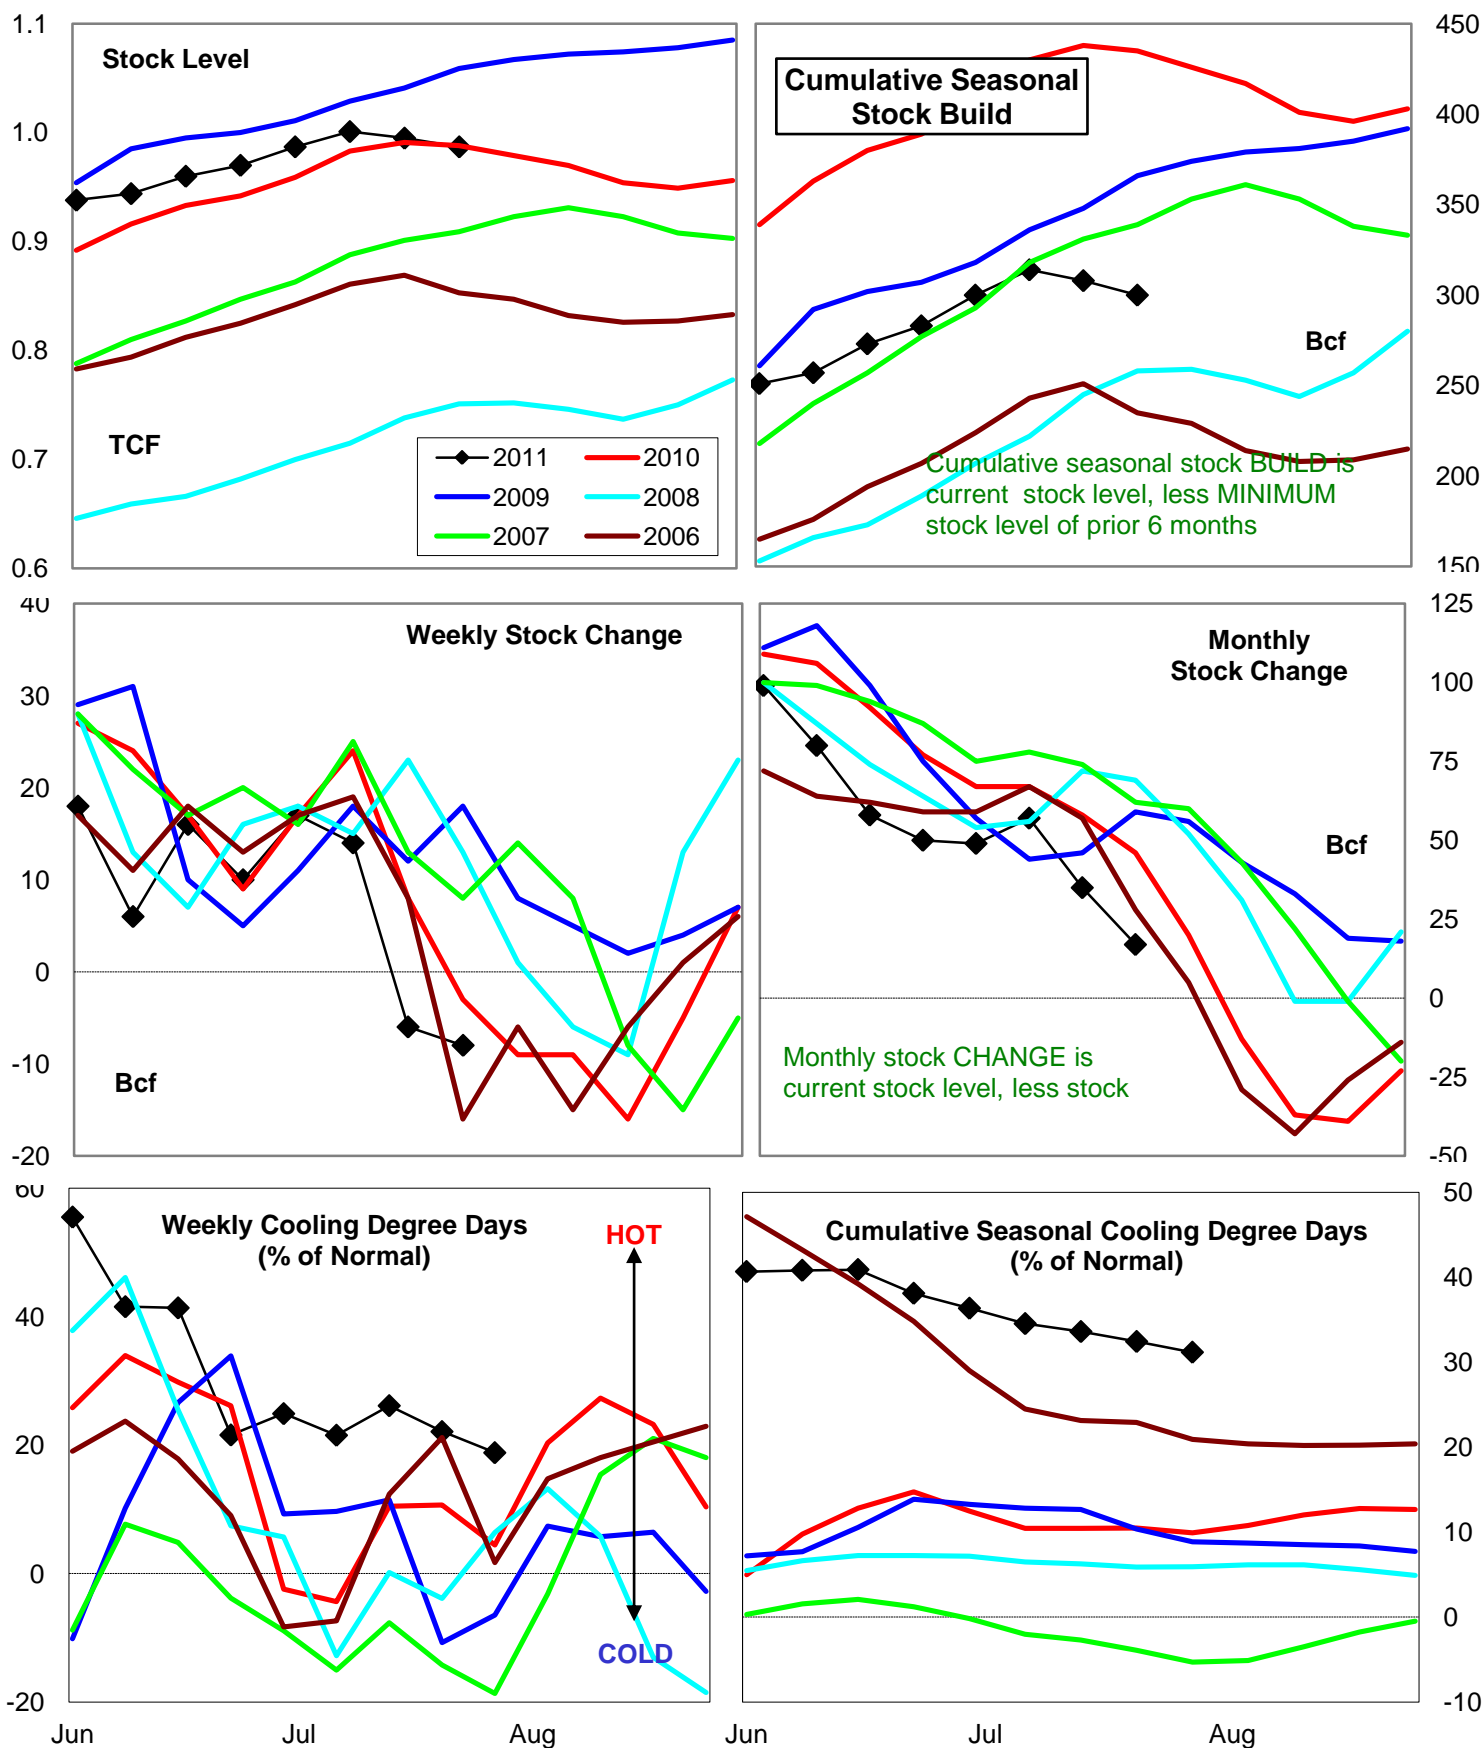 1.1
1.0
0.9
0.8
0.7
0.6
Stock Level
TCF
2011
2010
2009
2008
2007
2006
Cumulative Seasonal
Stock Build
450
400
350
300
250
200
150
Bcf
Cumulative seasonal stock BUILD is
current stock level, less MINIMUM
stock level of prior 6 months
40
30
20
10
0
-10
-20
Weekly Stock Change
Bcf
Monthly
Stock Change
125
100
75
50
25
0
-25
-50
Bcf
Monthly stock CHANGE is
current stock level, less stock
60
40
20
0
-20
Weekly Cooling Degree Days
(% of Normal)
HOT
COLD
Jun
Jul
Aug
Cumulative Seasonal Cooling Degree Days
(% of Normal)
50
40
30
20
10
0
-10
Jun
Jul
Aug